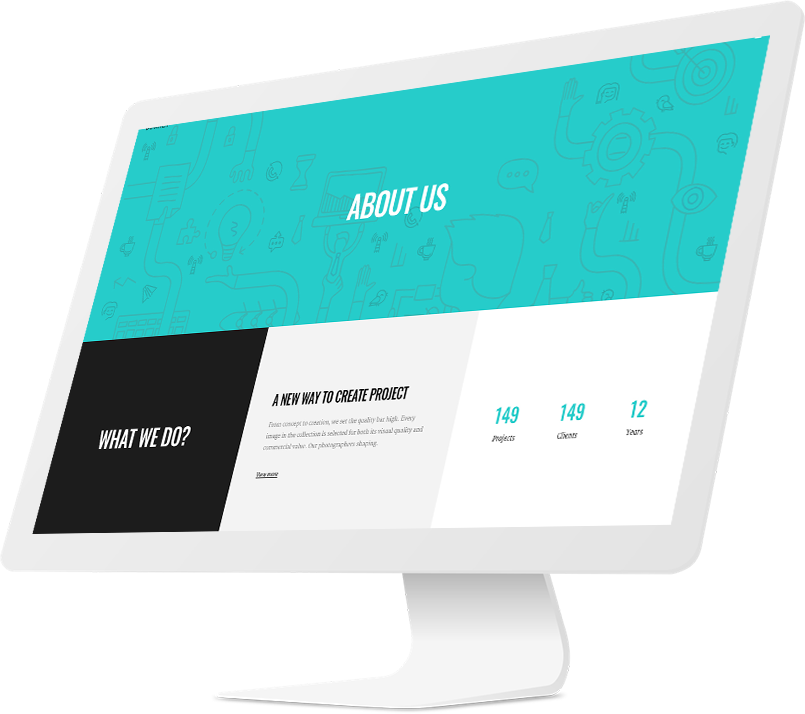 ABOUT US
WHAT WE DO?
A NEW WAY TO CREATE PROJECT
From concept to creation, we set the quality bar high. Every
image in the collection is selected for both its visual quality and
commercial value. Our photographers shaping.
Show more
149
Projects
149
Clients
12
Years